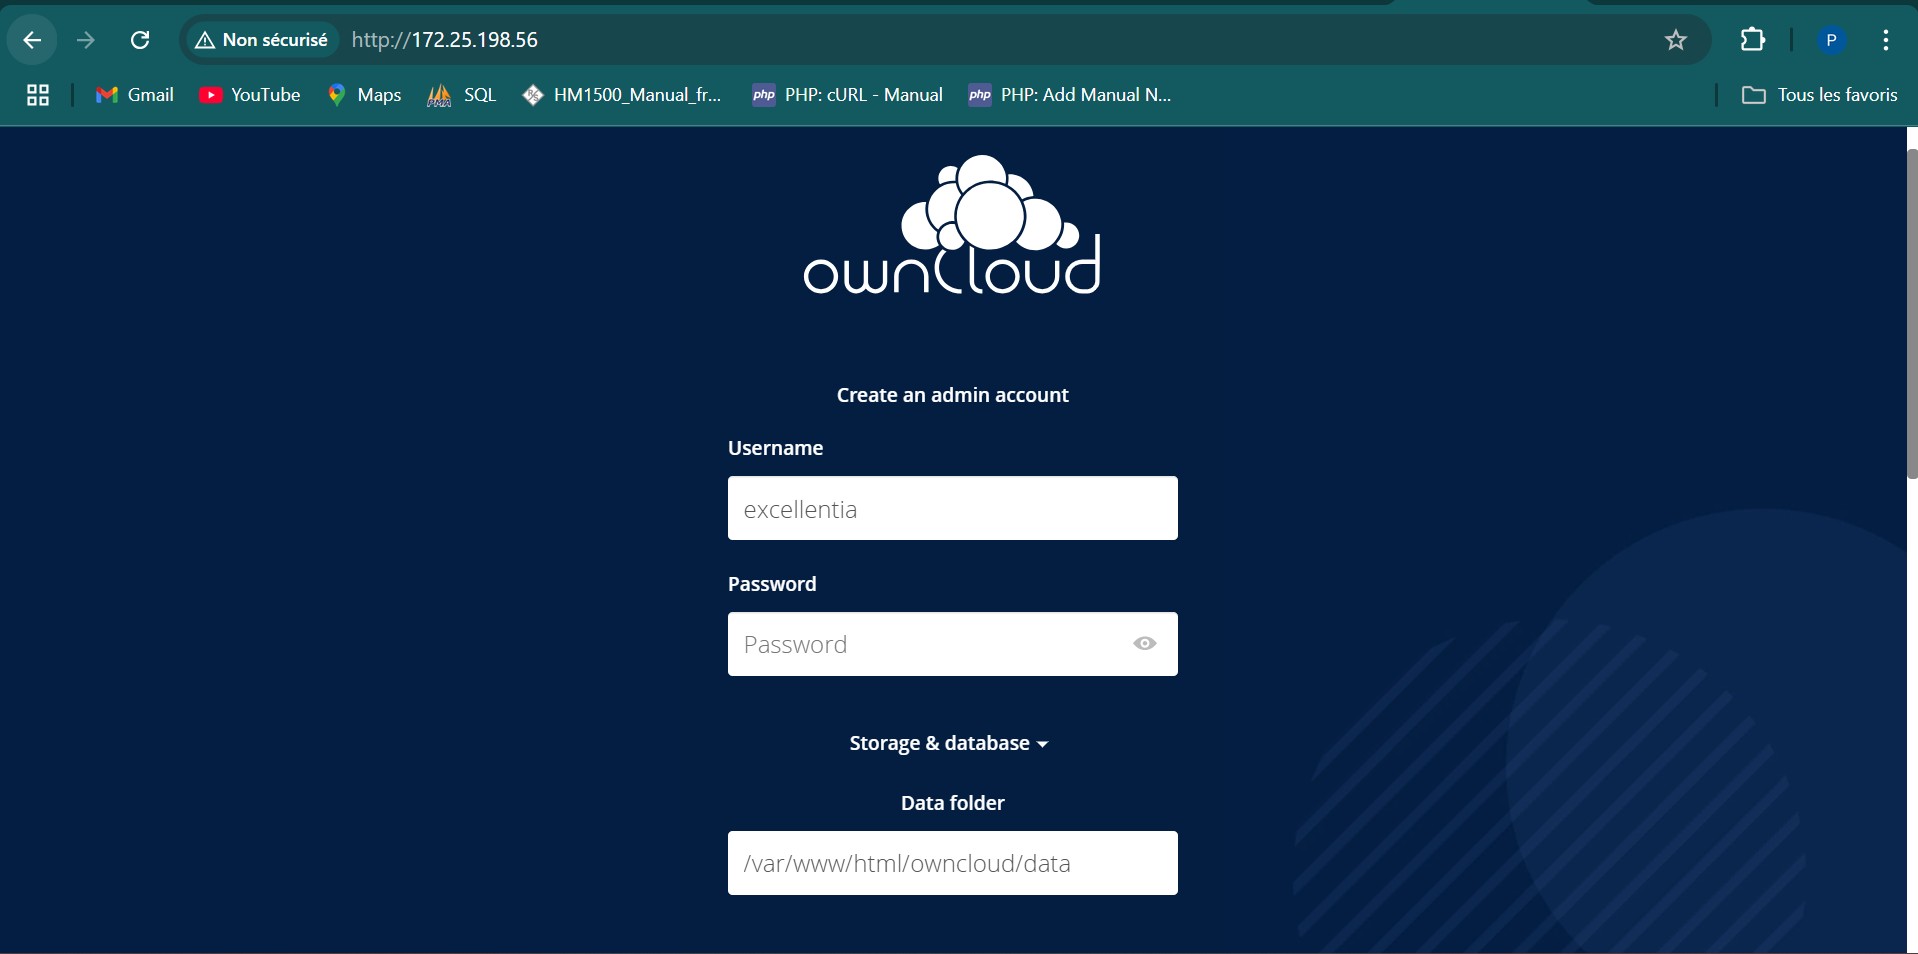 Non sécurisé http://172.25.198.56 P
Gmail YouTube Maps SQL HM1500_Manual_fr... PHP: cURL - Manual PHP: Add Manual N... Tous les favoris
ownCloud
Create an admin account
Username
excellentia
Password
Password
Storage & database
Data folder
/var/www/html/owncloud/data